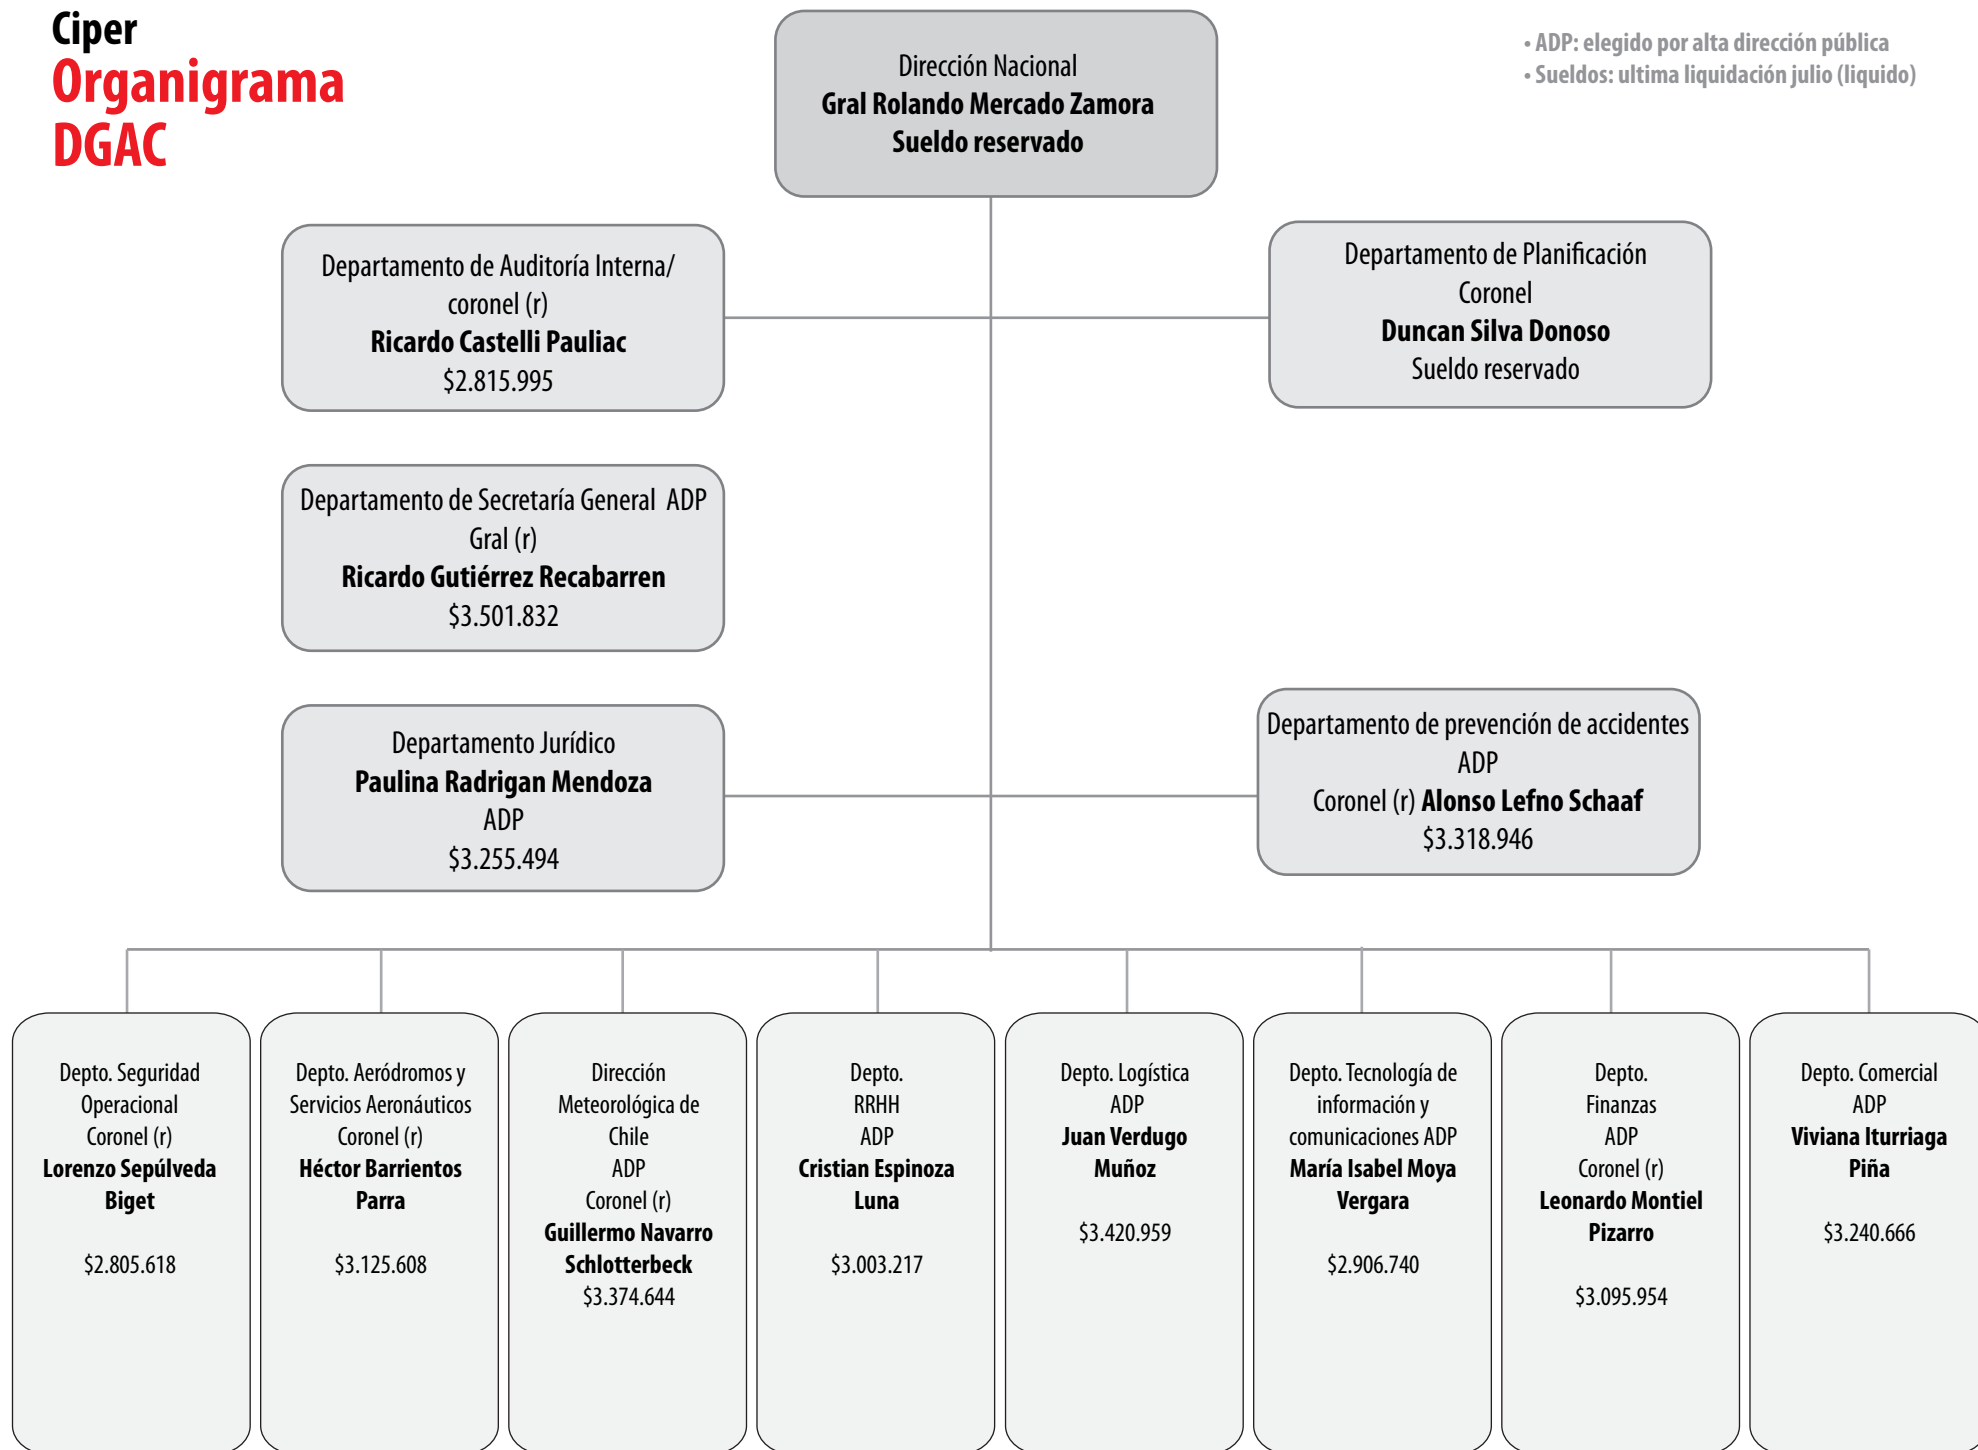 Ciper
Organigrama
DGAC
• ADP: elegido por alta dirección pública
• Sueldos: ultima liquidación julio (liquido)
Dirección Nacional
Gral Rolando Mercado Zamora
Sueldo reservado
Departamento de Auditoría Interna/
coronel (r)
Ricardo Castelli Pauliac
$2.815.995
Departamento de Planificación
Coronel
Duncan Silva Donoso
Sueldo reservado
Departamento de Secretaría General ADP
Gral (r)
Ricardo Gutiérrez Recabarren
$3.501.832
Departamento Jurídico
Paulina Radrigan Mendoza
ADP
$3.255.494
Departamento de prevención de accidentes
ADP
Coronel (r) Alonso Lefno Schaaf
$3.318.946
Depto. Seguridad
Operacional
Coronel (r)
Lorenzo Sepúlveda
Biget
$2.805.618
Depto. Aeródromos y
Servicios Aeronáuticos
Coronel (r)
Héctor Barrientos
Parra
$3.125.608
Dirección
Meteorológica de
Chile
ADP
Coronel (r)
Guillermo Navarro
Schlotterbeck
$3.374.644
Depto.
RRHH
ADP
Cristian Espinoza
Luna
$3.003.217
Depto. Logística
ADP
Juan Verdugo
Muñoz
$3.420.959
Depto. Tecnología de
información y
comunicaciones ADP
María Isabel Moya
Vergara
$2.906.740
Depto.
Finanzas
ADP
Coronel (r)
Leonardo Montiel
Pizarro
$3.095.954
Depto. Comercial
ADP
Viviana Iturriaga
Piña
$3.240.666